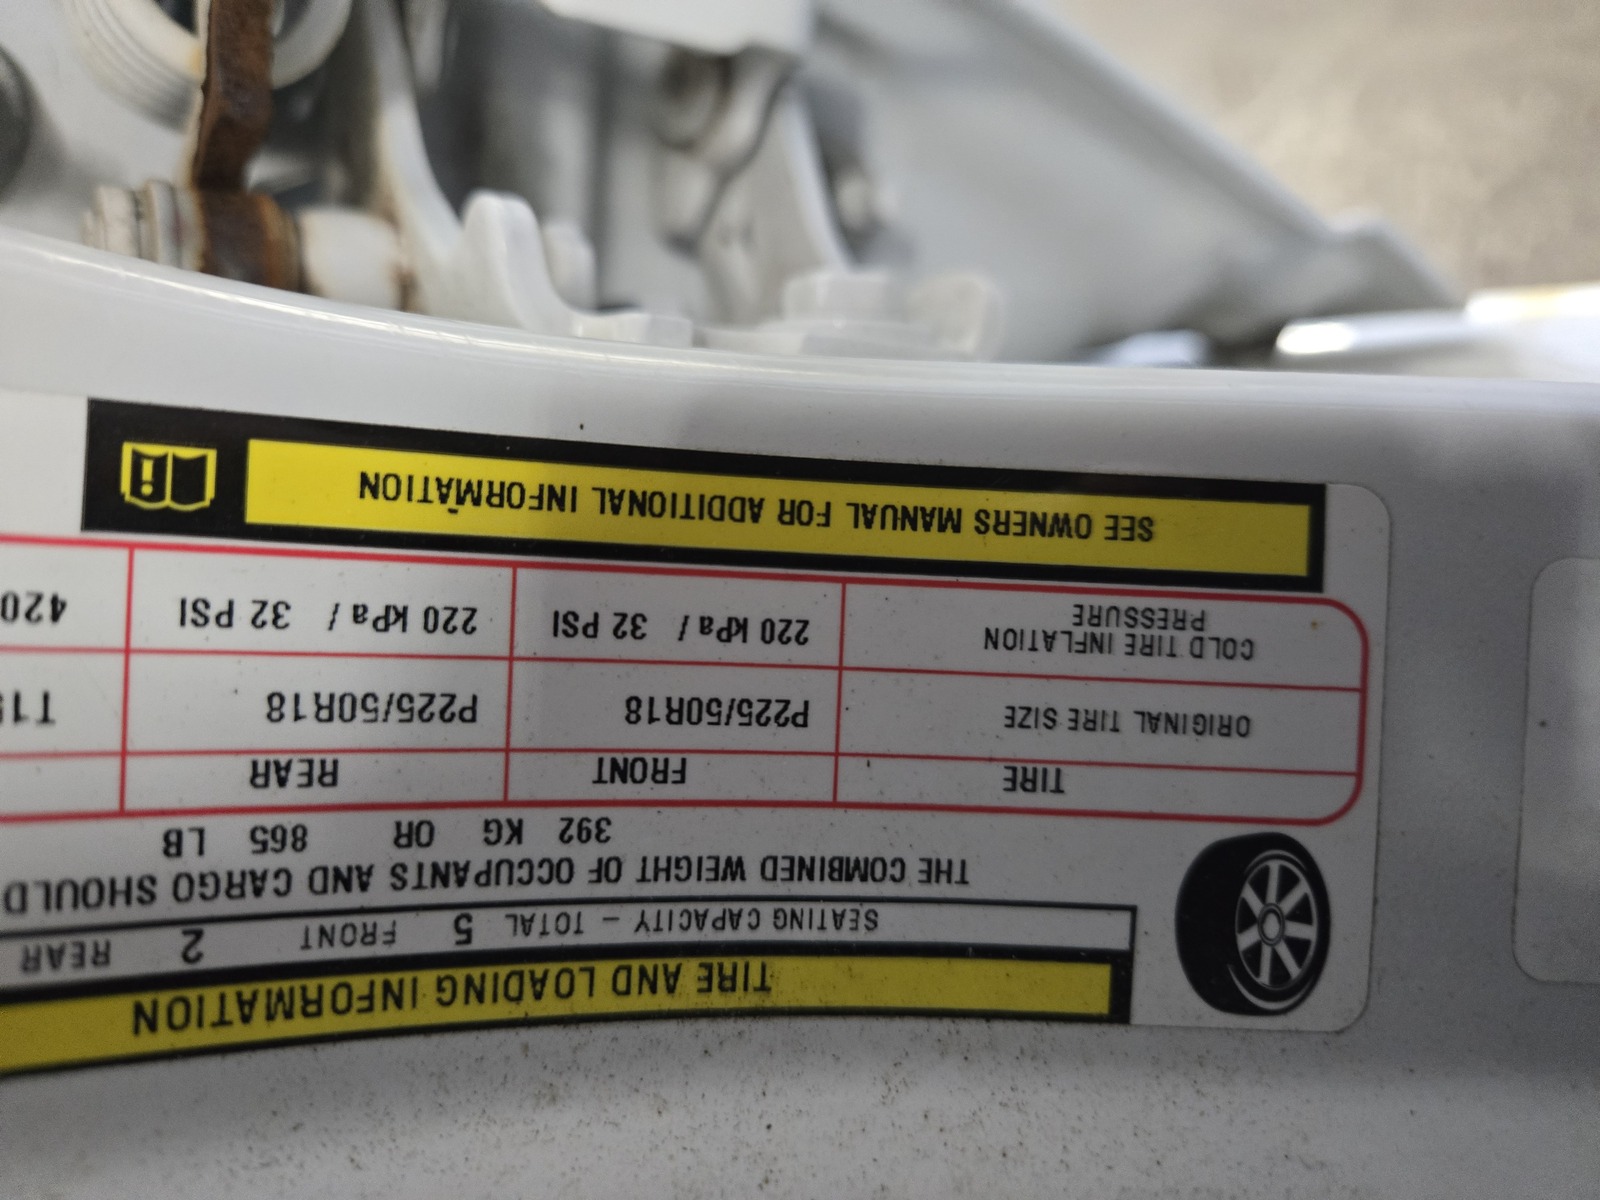 TIRE AND LOADING INFORMATION
SEATING CAPACITY – TOTAL 5 FRONT 2 REAR
THE COMBINED WEIGHT OF OCCUPANTS AND CARGO SHOULD
392 KG OR 865 LB
TIRE FRONT REAR
ORIGINAL TIRE SIZE P225/50R18 P225/50R18
COLD TIRE INFLATION
PRESSURE 220 kPa / 32 PSI 220 kPa / 32 PSI 420
SEE OWNERS MANUAL FOR ADDITIONAL INFORMATION